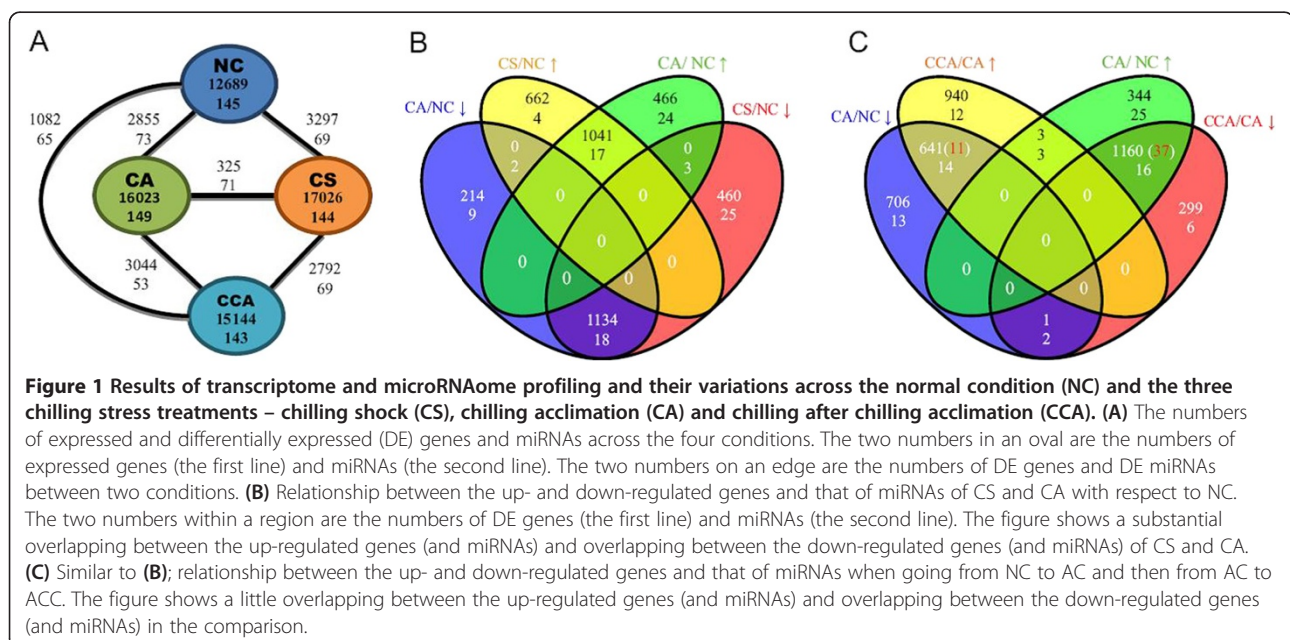 A
NC
12689
145
1082
65
2855
73
3297
69
325
71
CA
16023
149
CS
17026
144
3044
53
2792
69
CCA
15144
143
B
CS/NC ↑
CA/ NC ↑
CA/NC ↓
CS/NC ↓
662
4
466
24
1041
17
0
2
0
3
214
9
460
25
0
0
0
0
0
0
0
1134
18
C
CCA/CA ↑
CA/ NC ↑
CA/NC ↓
CCA/CA ↓
940
12
344
25
3
3
641(11)
14
1160 (37)
16
706
13
299
6
0
0
0
0
0
0
0
1
2
Figure 1 Results of transcriptome and microRNAome profiling and their variations across the normal condition (NC) and the three
chilling stress treatments – chilling shock (CS), chilling acclimation (CA) and chilling after chilling acclimation (CCA). (A) The numbers
of expressed and differentially expressed (DE) genes and miRNAs across the four conditions. The two numbers in an oval are the numbers of
expressed genes (the first line) and miRNAs (the second line). The two numbers on an edge are the numbers of DE genes and DE miRNAs
between two conditions. (B) Relationship between the up- and down-regulated genes and that of miRNAs of CS and CA with respect to NC.
The two numbers within a region are the numbers of DE genes (the first line) and miRNAs (the second line). The figure shows a substantial
overlapping between the up-regulated genes (and miRNAs) and overlapping between the down-regulated genes (and miRNAs) of CS and CA.
(C) Similar to (B); relationship between the up- and down-regulated genes and that of miRNAs when going from NC to AC and then from AC to
ACC. The figure shows a little overlapping between the up-regulated genes (and miRNAs) and overlapping between the down-regulated genes
(and miRNAs) in the comparison.